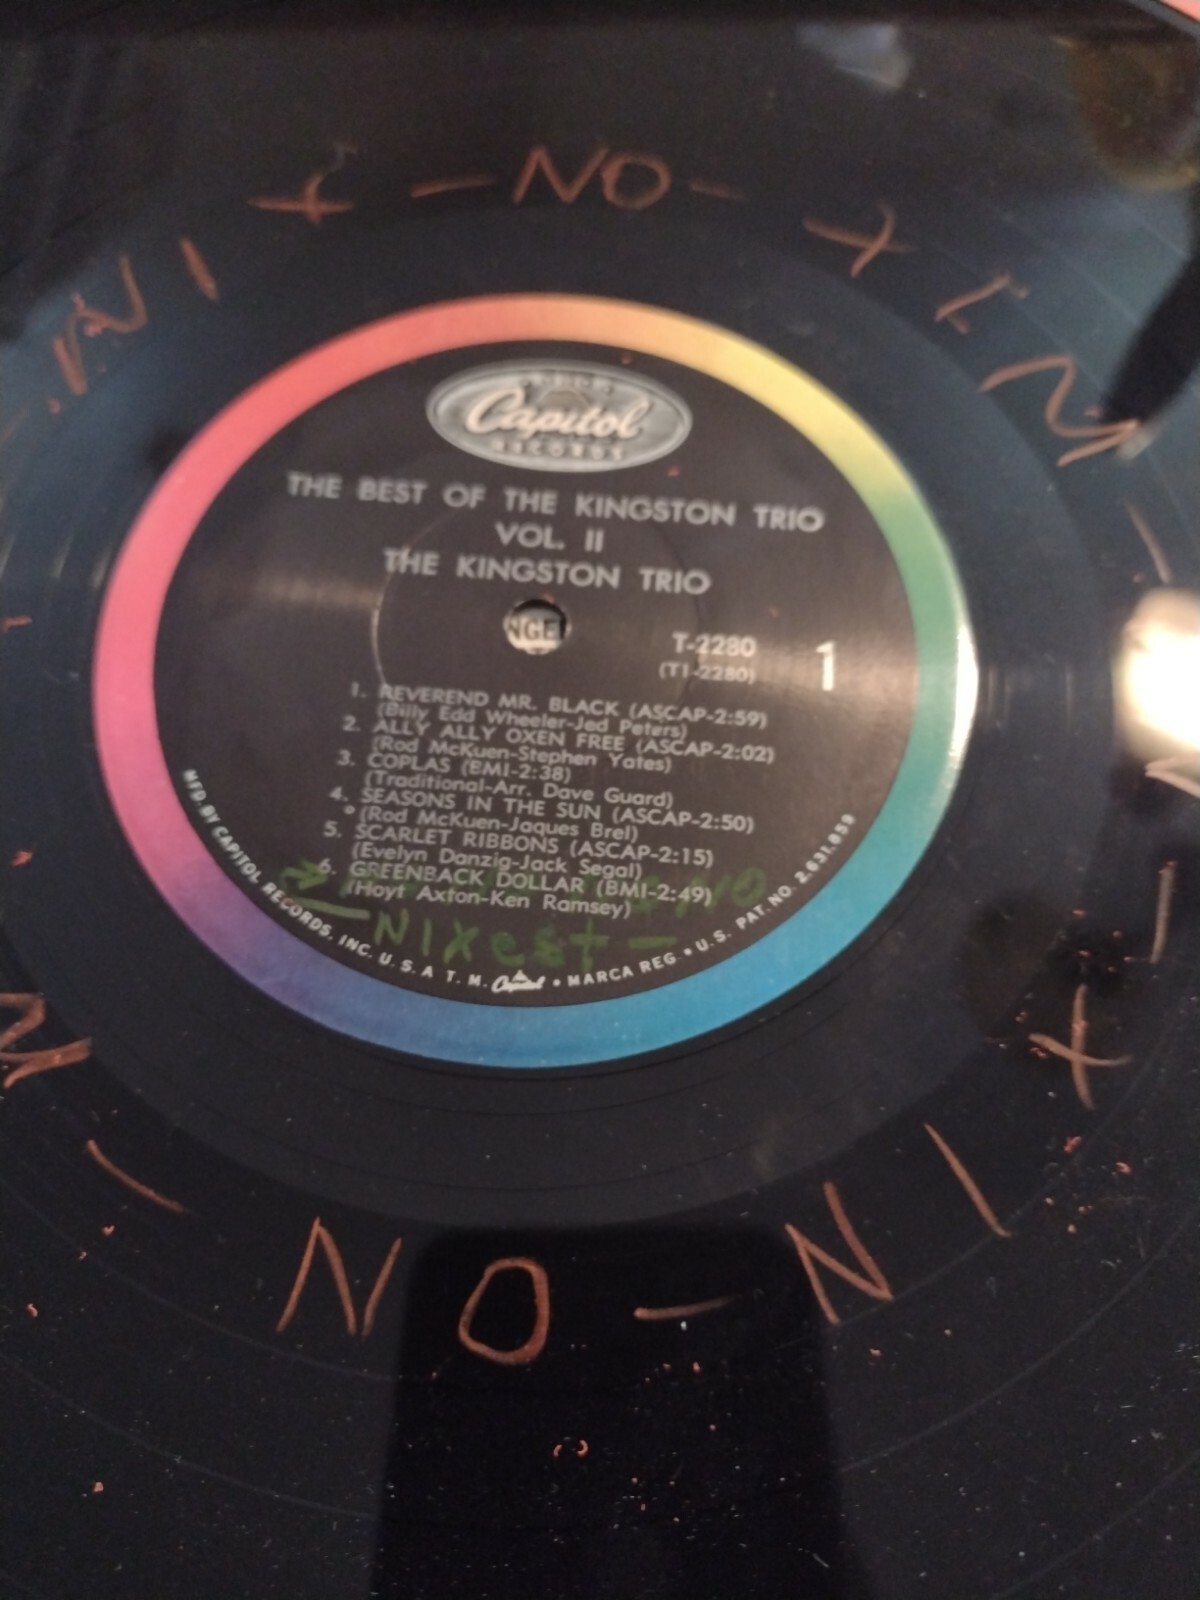 Capitol
RECORDS
THE BEST OF THE KINGSTON TRIO
VOL. II
THE KINGSTON TRIO
NGE
T-2280
(T1-2280)
1
1. REVEREND MR. BLACK (ASCAP-2:59)
(Billy Edd Wheeler-Jed Peters)
2. ALLY ALLY OXEN FREE (ASCAP-2:02)
(Rod McKuen-Stephen Yates)
3. COPLAS (BMI-2:38)
(Traditional-Arr. Dave Guard)
4. SEASONS IN THE SUN (ASCAP-2:50)
(Rod McKuen-Jaques Brel)
5. SCARLET RIBBONS (ASCAP-2:15)
(Evelyn Danzig-Jack Segal)
6. GREENBACK DOLLAR (BMI-2:49)
(Hoyt Axton-Ken Ramsey)
NIXest -
MFD. BY CAPITOL RECORDS, INC. U. S. A T. M. Capitol • MARCA REG • U.S. PAT. NO. 2,631,859
NIX - NO - XIN
NO - NIX